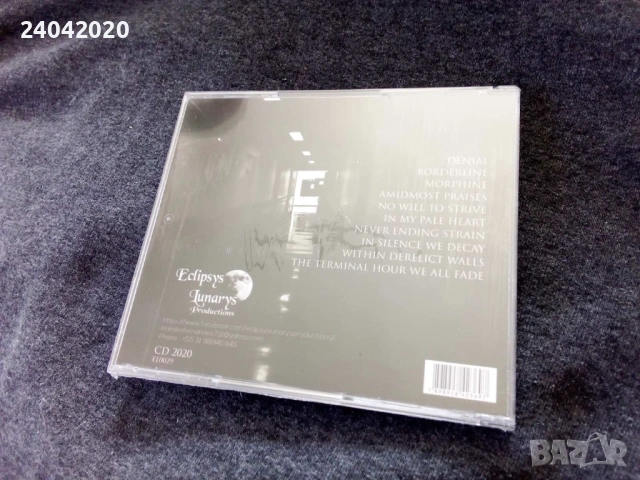 24042020
DENIAL
BORDERLINE
MORPHINE
AMIDMOST PRAISES
NO WILL TO STRIVE
IN MY PALE HEART
NEVER ENDING STRAIN
IN SILENCE WE DECAY
WITHIN DERELICT WALLS
THE TERMINAL HOUR WE ALL FADE
Eclipsys
Lunarys
Productions
CD 2020
EL0029
BAZAR